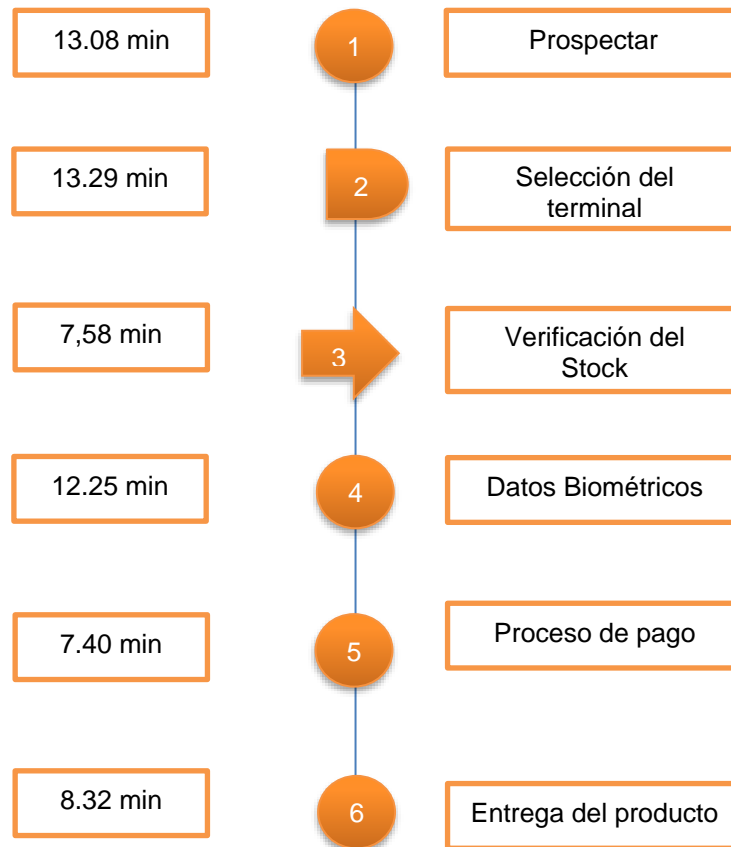 13.08 min
1
Prospectar
13.29 min
2
Selección del
terminal
7,58 min
3
Verificación del
Stock
12.25 min
4
Datos Biométricos
7.40 min
5
Proceso de pago
8.32 min
6
Entrega del producto